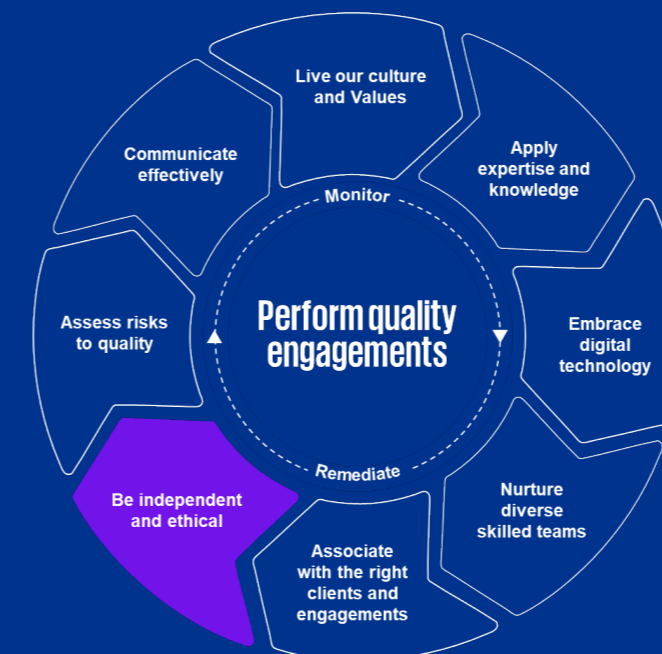 Live our culture
and Values
Apply
expertise and
knowledge
Embrace
digital
technology
Nurture
diverse
skilled teams
Associate
with the right
clients and
engagements
Be independent
and ethical
Assess risks
to quality
Communicate
effectively
Monitor
Perform quality
engagements
Remediate